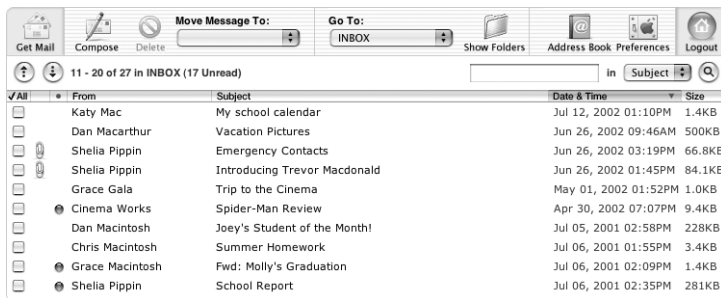 Move Message To: Go To:
INBOX
Get Mail Compose Delete Show Folders Address Book Preferences Logout
11 - 20 of 27 in INBOX (17 Unread) in Subject
√All From Subject Date & Time Size
Katy Mac My school calendar Jul 12, 2002 01:10PM 1.4KB
Dan Macarthur Vacation Pictures Jun 26, 2002 09:46AM 500KB
Shelia Pippin Emergency Contacts Jun 26, 2002 03:19PM 66.8KB
Shelia Pippin Introducing Trevor Macdonald Jun 26, 2002 01:45PM 84.1KB
Grace Gala Trip to the Cinema May 01, 2002 01:52PM 1.0KB
Cinema Works Spider-Man Review Apr 30, 2002 07:07PM 9.4KB
Dan Macintosh Joey's Student of the Month! Jul 05, 2001 02:58PM 228KB
Chris Macintosh Summer Homework Jul 06, 2001 01:55PM 3.4KB
Grace Macintosh Fwd: Molly's Graduation Jul 06, 2001 02:09PM 1.4KB
Shelia Pippin School Report Jul 06, 2001 02:35PM 281KB